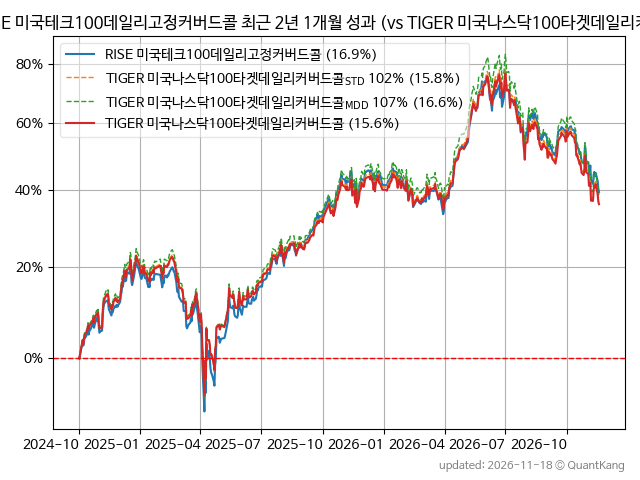 E 미국테크100데일리고정커버드콜 최근 2년 1개월 성과 (vs TIGER 미국나스닥100타겟데일리커
RISE 미국테크100데일리고정커버드콜 (16.9%)
TIGER 미국나스닥100타겟데일리커버드콜STD 102% (15.8%)
TIGER 미국나스닥100타겟데일리커버드콜MDD 107% (16.6%)
TIGER 미국나스닥100타겟데일리커버드콜 (15.6%)
80%
60%
40%
20%
0%
2024-10 2025-01 2025-04 2025-07 2025-10 2026-01 2026-04 2026-07 2026-10
updated: 2026-11-18 © QuantKang